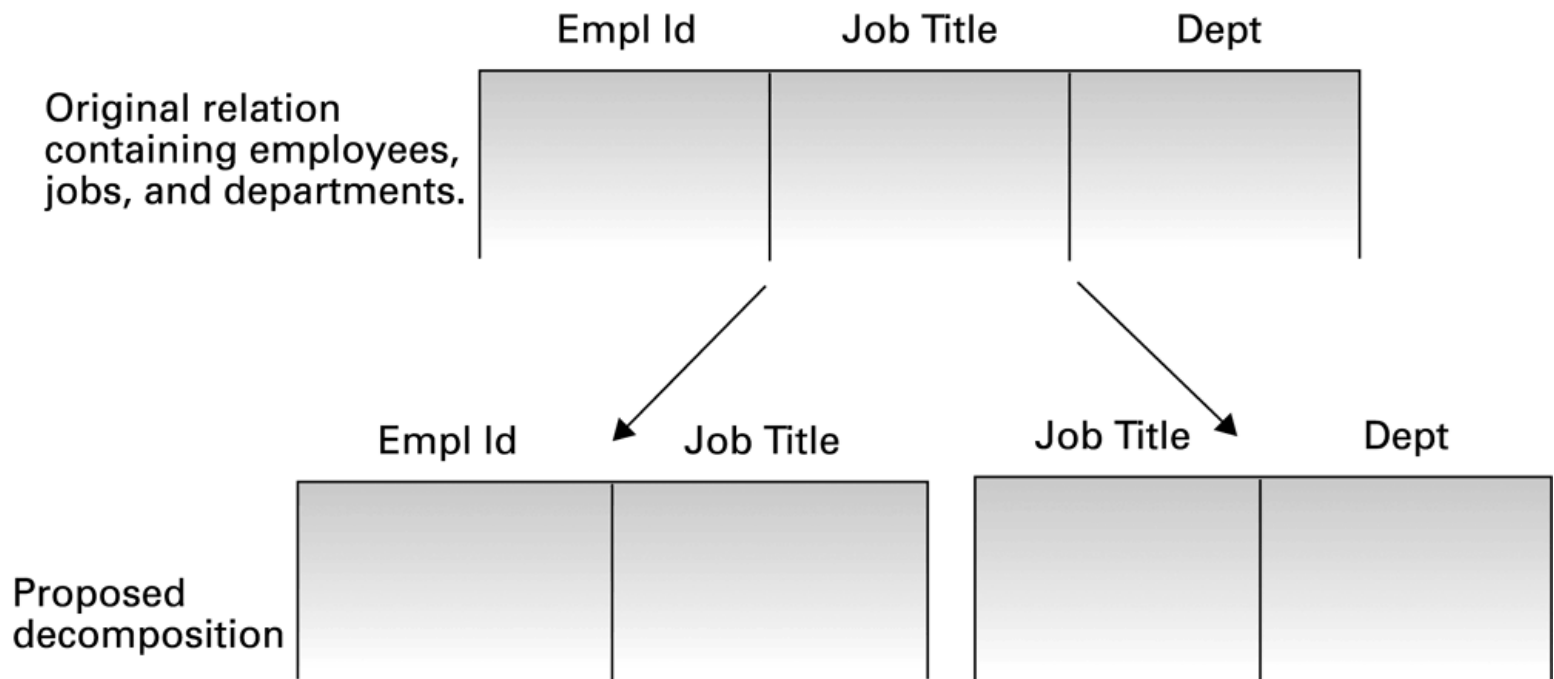 Empl Id Job Title Dept
Original relation
containing employees,
jobs, and departments.
Empl Id Job Title Job Title Dept
Proposed
decomposition